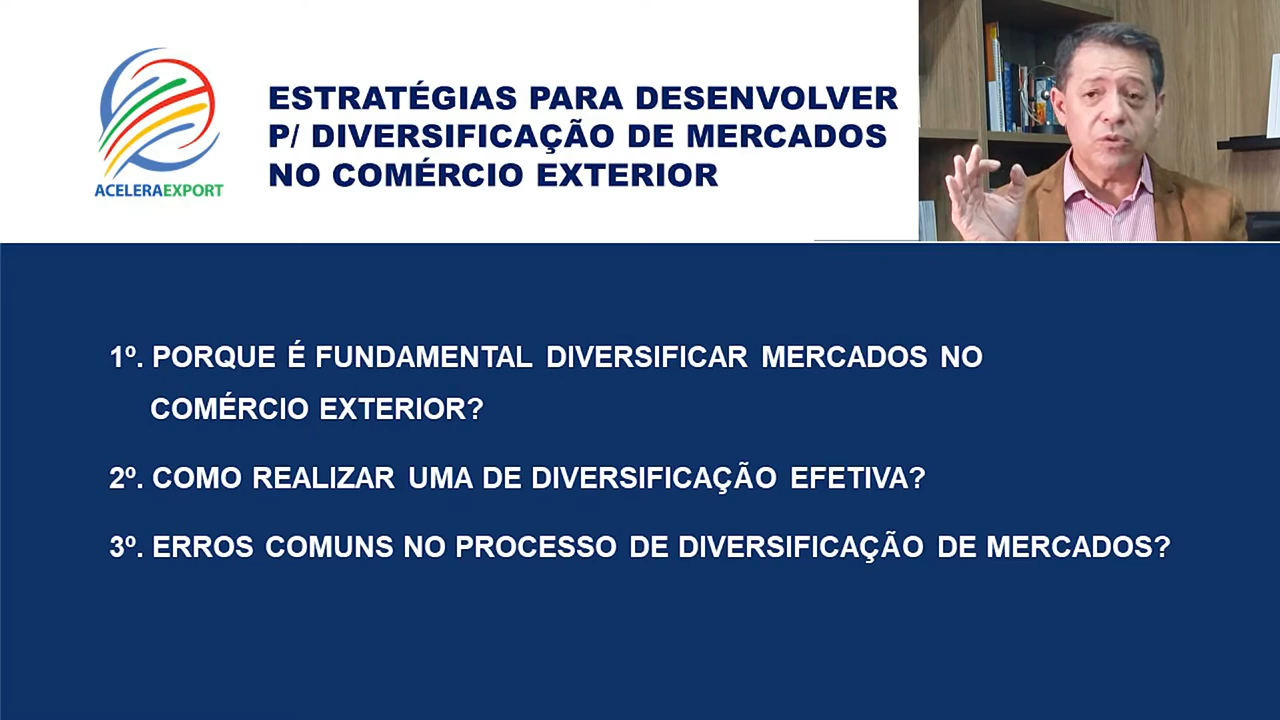 ACELERAEXPORT
ESTRATÉGIAS PARA DESENVOLVER
P/ DIVERSIFICAÇÃO DE MERCADOS
NO COMÉRCIO EXTERIOR
1º. PORQUE É FUNDAMENTAL DIVERSIFICAR MERCADOS NO
COMÉRCIO EXTERIOR?
2º. COMO REALIZAR UMA DE DIVERSIFICAÇÃO EFETIVA?
3º. ERROS COMUNS NO PROCESSO DE DIVERSIFICAÇÃO DE MERCADOS?